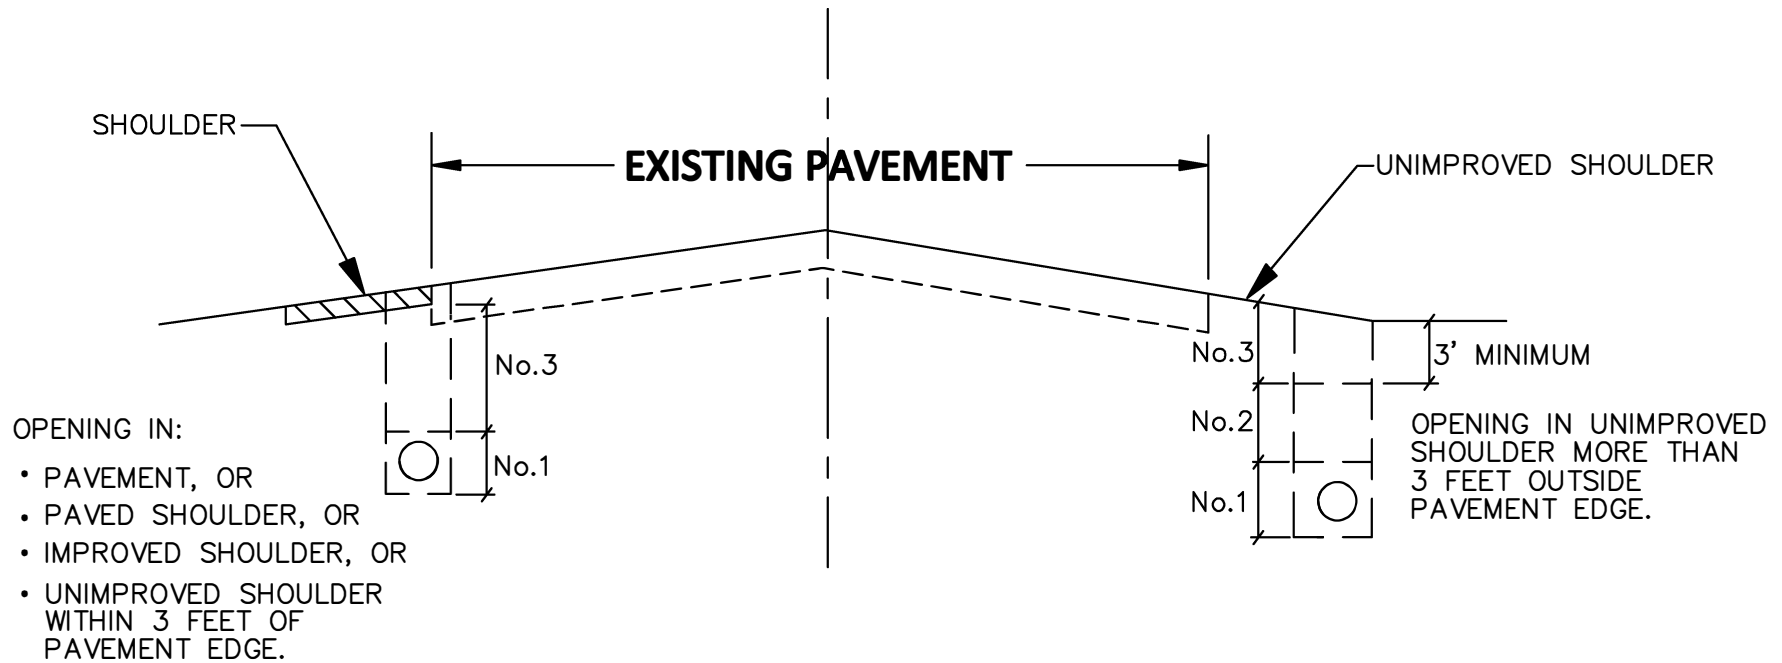 SHOULDER
EXISTING PAVEMENT
UNIMPROVED SHOULDER
No.3
No.1
OPENING IN:
• PAVEMENT, OR
• PAVED SHOULDER, OR
• IMPROVED SHOULDER, OR
• UNIMPROVED SHOULDER
WITHIN 3 FEET OF
PAVEMENT EDGE.
No.3
No.2
No.1
3' MINIMUM
OPENING IN UNIMPROVED
SHOULDER MORE THAN
3 FEET OUTSIDE
PAVEMENT EDGE.